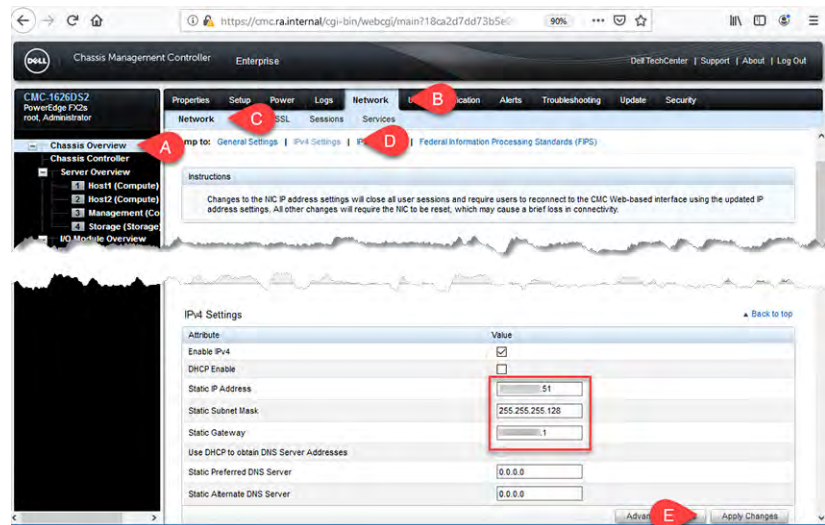 https://cmc.ra.internal/cgi-bin/webcgi/main?18ca2d7dd73b5e
90%
DELL
Chassis Management Controller Enterprise
Dell TechCenter | Support | About | Log Out
CMC-1626DS2
PowerEdge FX2s
root, Administrator
Properties Setup Power Logs Network B Alerts Troubleshooting Update Security
Network C SSL Sessions Services
Chassis Overview A
Chassis Controller
Server Overview
1 Host1 (Compute)
2 Host2 (Compute)
3 Management (Co
4 Storage (Storage)
I/O Module Overview
mp to: General Settings | IPv4 Settings | D | Federal Information Processing Standards (FIPS)
Instructions
Changes to the NIC IP address settings will close all user sessions and require users to reconnect to the CMC Web-based interface using the updated IP
address settings. All other changes will require the NIC to be reset, which may cause a brief loss in connectivity.
IPv4 Settings
Back to top
Attribute Value
Enable IPv4
DHCP Enable
Static IP Address .51
Static Subnet Mask 255.255.255.128
Static Gateway .1
Use DHCP to obtain DNS Server Addresses
Static Preferred DNS Server 0.0.0.0
Static Alternate DNS Server 0.0.0.0
E Apply Changes